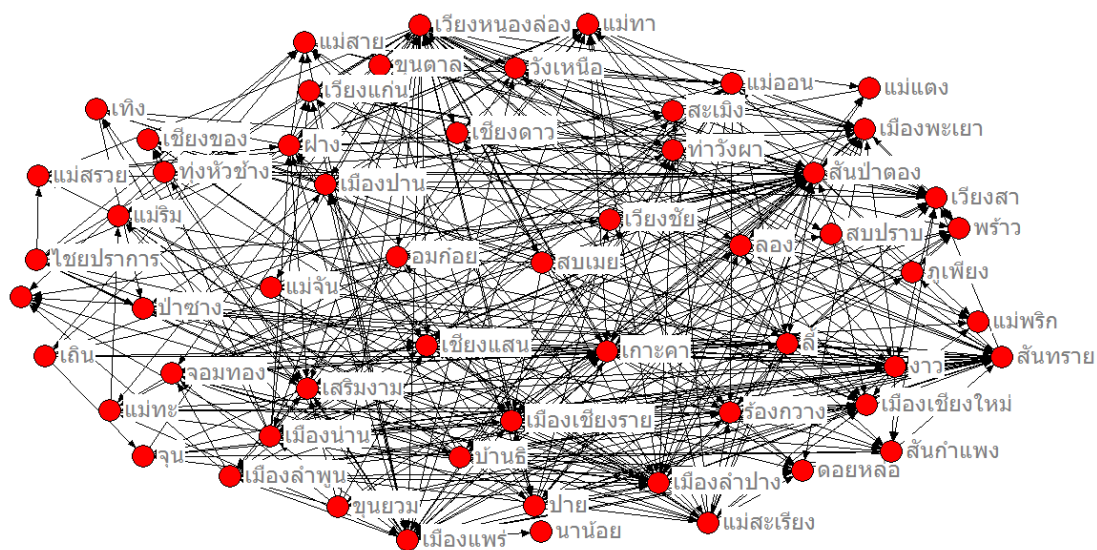 เวียงหนองล่อง
แม่ทา
แม่สาย
ขุนตาล
วังเหนือ
เวียงแก่น
แม่ออน
แม่แตง
เทิง
สะเมิง
เชียงของ
ฝาง
เชียงดาว
เมืองพะเยา
ท่าวังผา
แม่สรวย
ทุ่งหัวช้าง
เมืองปาน
สันป่าตอง
เวียงสา
แม่ริม
เวียงชัย
ลอง
สบปราบ
พร้าว
ไชยปราการ
อมก๋อย
สบเมย
ภูเพียง
แม่จัน
ป่าซาง
แม่พริก
เถิน
เชียงแสน
เกาะคา
ลี้
สันทราย
จอมทอง
เสริมงาม
งาว
แม่ทะ
เมืองเชียงราย
ร้องกวาง
เมืองเชียงใหม่
เมืองน่าน
จุน
บ้านธิ
สันกำแพง
เมืองลำพูน
เมืองลำปาง
ดอยหล่อ
ขุนยวม
ปาย
แม่สะเรียง
เมืองแพร่
นาน้อย